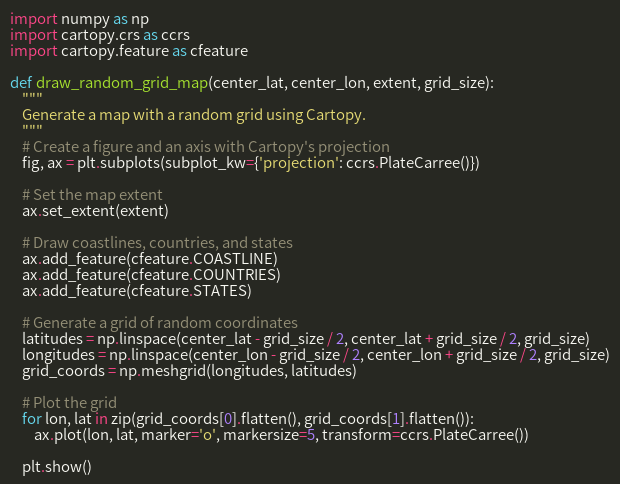 import numpy as np
import cartopy.crs as ccrs
import cartopy.feature as cfeature

def draw_random_grid_map(center_lat, center_lon, extent, grid_size):
    """
    Generate a map with a random grid using Cartopy.
    """
    # Create a figure and an axis with Cartopy's projection
    fig, ax = plt.subplots(subplot_kw={'projection': ccrs.PlateCarree()})

    # Set the map extent
    ax.set_extent(extent)

    # Draw coastlines, countries, and states
    ax.add_feature(cfeature.COASTLINE)
    ax.add_feature(cfeature.COUNTRIES)
    ax.add_feature(cfeature.STATES)

    # Generate a grid of random coordinates
    latitudes = np.linspace(center_lat - grid_size / 2, center_lat + grid_size / 2, grid_size)
    longitudes = np.linspace(center_lon - grid_size / 2, center_lon + grid_size / 2, grid_size)
    grid_coords = np.meshgrid(longitudes, latitudes)

    # Plot the grid
    for lon, lat in zip(grid_coords[0].flatten(), grid_coords[1].flatten()):
        ax.plot(lon, lat, marker='o', markersize=5, transform=ccrs.PlateCarree())

    plt.show()